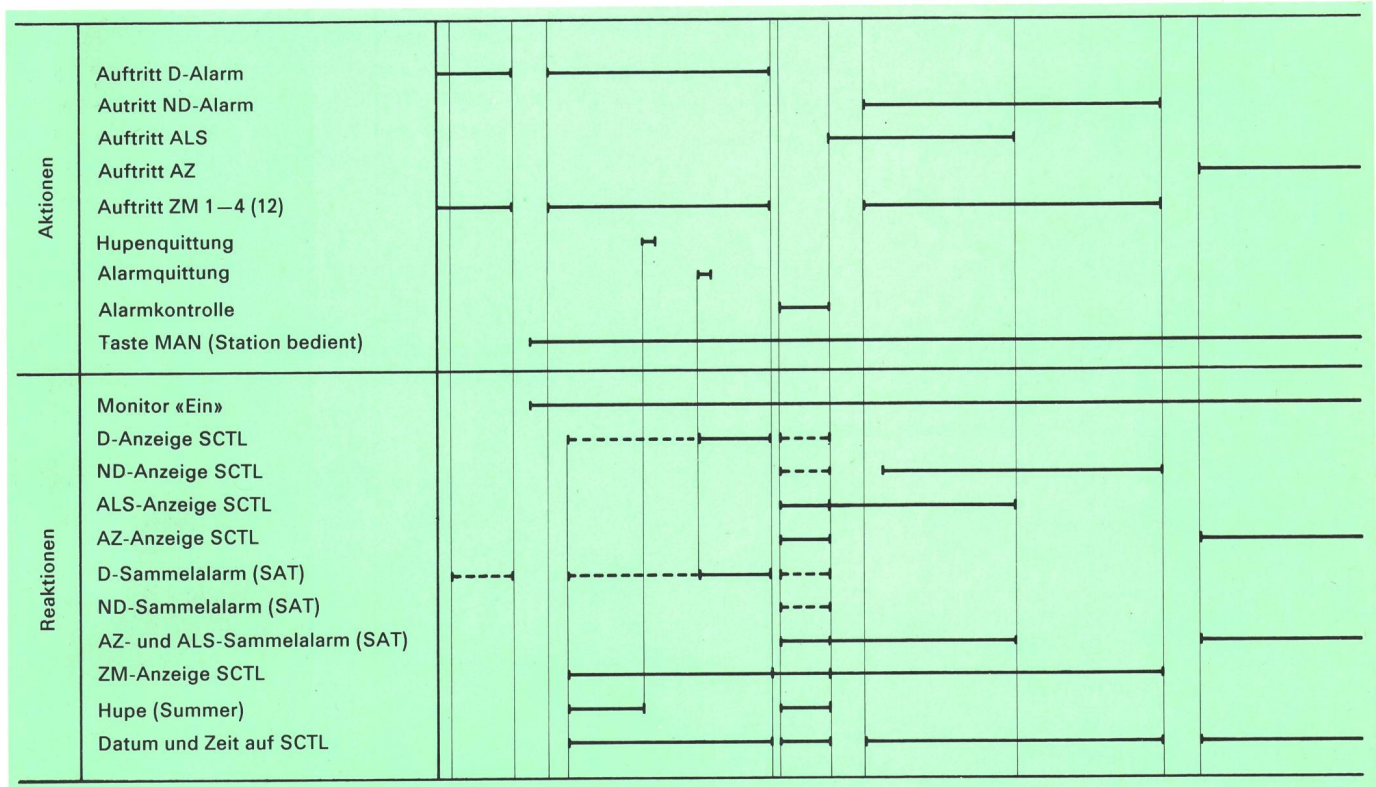 Aktionen
Auftritt D-Alarm
Autritt ND-Alarm
Auftritt ALS
Auftritt AZ
Auftritt ZM 1—4 (12)
Hupenquittung
Alarmquittung
Alarmkontrolle
Taste MAN (Station bedient)
Reaktionen
Monitor «Ein»
D-Anzeige SCTL
ND-Anzeige SCTL
ALS-Anzeige SCTL
AZ-Anzeige SCTL
D-Sammelalarm (SAT)
ND-Sammelalarm (SAT)
AZ- und ALS-Sammelalarm (SAT)
ZM-Anzeige SCTL
Hupe (Summer)
Datum und Zeit auf SCTL